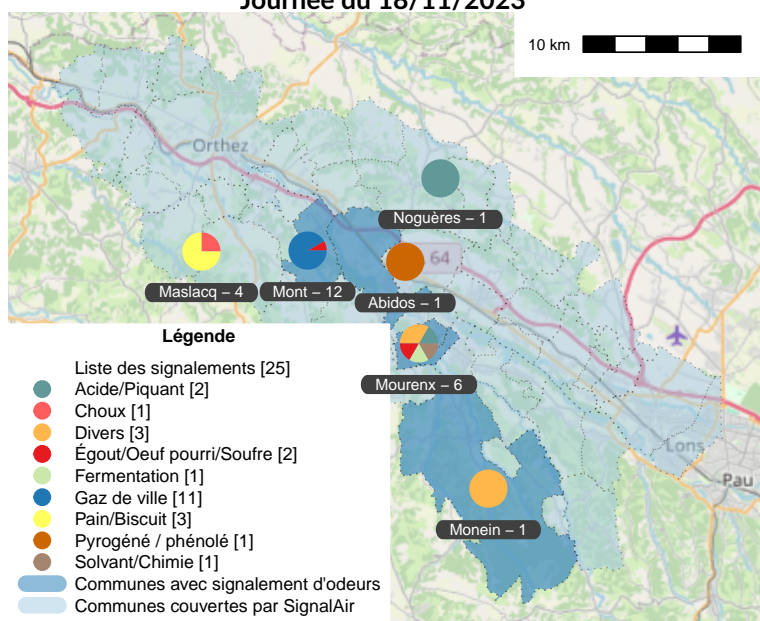 Journée du 18/11/2023
10 km
Orthez
Noguères – 1
64
Maslacq – 4
Mont – 12
Abidos – 1
Mourenx – 6
Lons
Pau
Monein – 1
Légende
Liste des signalements [25]
Acide/Piquant [2]
Choux [1]
Divers [3]
Égout/Oeuf pourri/Soufre [2]
Fermentation [1]
Gaz de ville [11]
Pain/Biscuit [3]
Pyrogéné / phénolé [1]
Solvant/Chimie [1]
Communes avec signalement d'odeurs
Communes couvertes par SignalAir